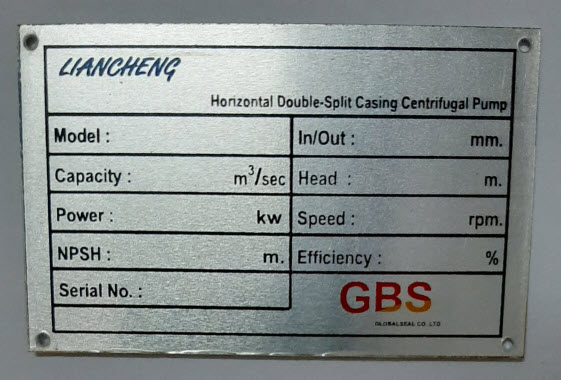 LIANCHENG
Horizontal Double-Split Casing Centrifugal Pump
Model : In/Out : mm.
Capacity : m³/sec Head : m.
Power : kw Speed : rpm.
NPSH : m. Efficiency : %
Serial No. : GBS
GLOBALSEAL CO. LTD